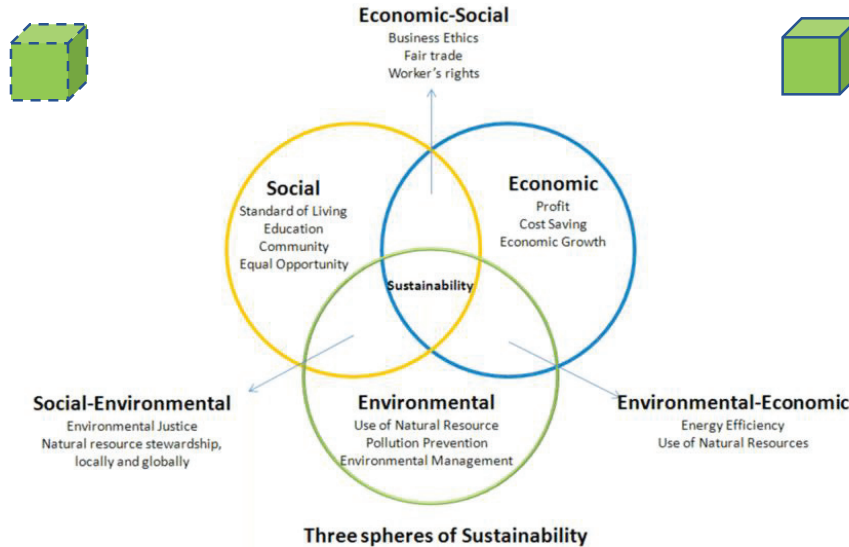 Economic-Social
Business Ethics
Fair trade
Worker's rights
Social
Standard of Living
Education
Community
Equal Opportunity
Economic
Profit
Cost Saving
Economic Growth
Sustainability
Social-Environmental
Environmental Justice
Natural resource stewardship,
locally and globally
Environmental
Use of Natural Resource
Pollution Prevention
Environmental Management
Environmental-Economic
Energy Efficiency
Use of Natural Resources
Three spheres of Sustainability